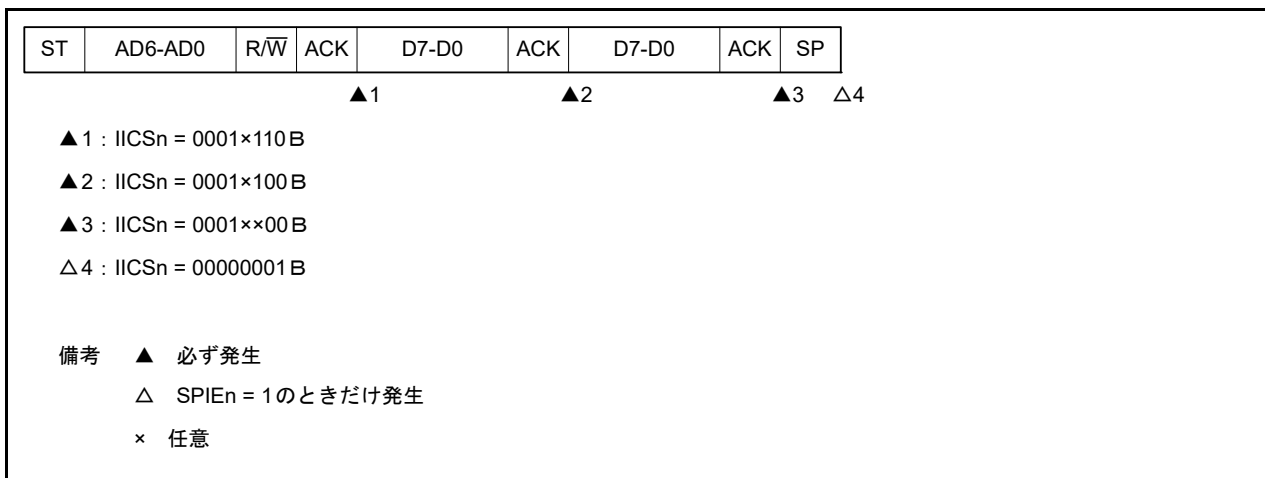 ST AD6-AD0 R/W̅ ACK D7-D0 ACK D7-D0 ACK SP
▲1 ▲2 ▲3 △4
▲1：IICSn = 0001×110B
▲2：IICSn = 0001×100B
▲3：IICSn = 0001××00B
△4：IICSn = 00000001B
備考 ▲ 必ず発生
△ SPIEn = 1のときだけ発生
× 任意